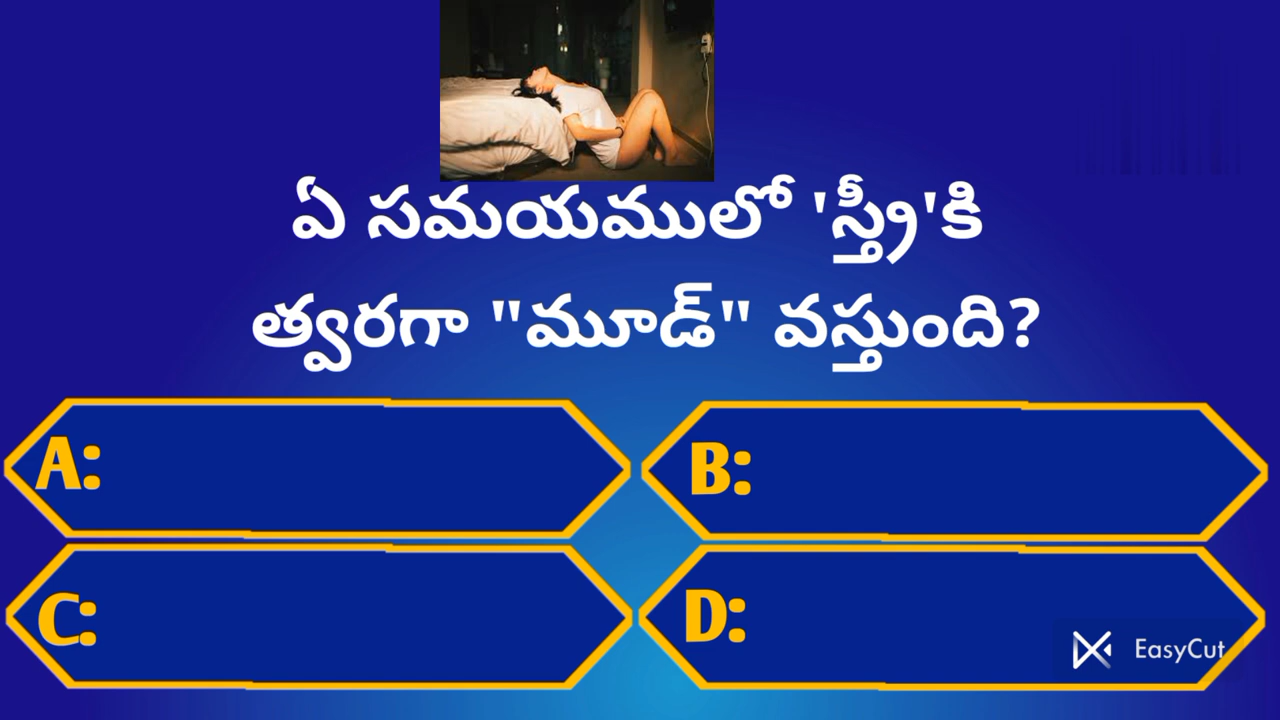 ఏ సమయములో 'స్త్రీ'కి
త్వరగా "మూడ్" వస్తుంది?
A:
B:
C:
D:
EasyCut